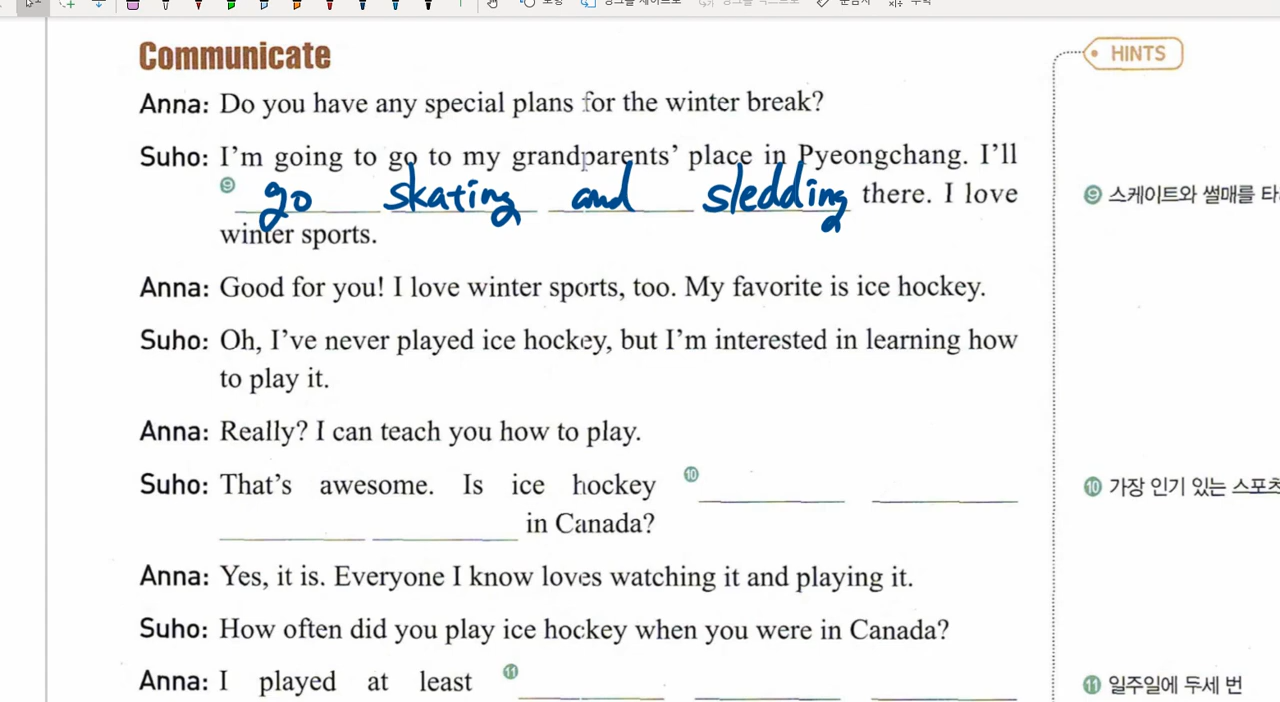 Communicate
HINTS
Anna: Do you have any special plans for the winter break?
Suho: I'm going to go to my grandparents' place in Pyeongchang. I'll
⑨ go skating and sledding there. I love
⑨ 스케이트와 썰매를 타
winter sports.
Anna: Good for you! I love winter sports, too. My favorite is ice hockey.
Suho: Oh, I've never played ice hockey, but I'm interested in learning how
to play it.
Anna: Really? I can teach you how to play.
Suho: That's awesome. Is ice hockey ⑩
⑩ 가장 인기 있는 스포츠
in Canada?
Anna: Yes, it is. Everyone I know loves watching it and playing it.
Suho: How often did you play ice hockey when you were in Canada?
Anna: I played at least ⑪
⑪ 일주일에 두세 번